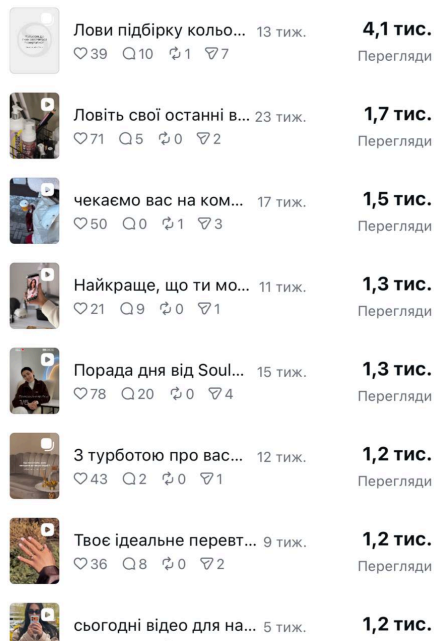 Лови підбірку кольо... 13 тиж. 4,1 тис.
39 10 1 7 Перегляди
Ловіть свої останні в... 23 тиж. 1,7 тис.
71 5 0 2 Перегляди
чекаємо вас на ком... 17 тиж. 1,5 тис.
50 0 1 3 Перегляди
Найкраще, що ти мо... 11 тиж. 1,3 тис.
21 9 0 1 Перегляди
Порада дня від Soul... 15 тиж. 1,3 тис.
78 20 0 4 Перегляди
З турботою про вас... 12 тиж. 1,2 тис.
43 2 0 1 Перегляди
Твоє ідеальне перевт... 9 тиж. 1,2 тис.
36 8 0 2 Перегляди
сьогодні відео для на... 5 тиж. 1,2 тис.